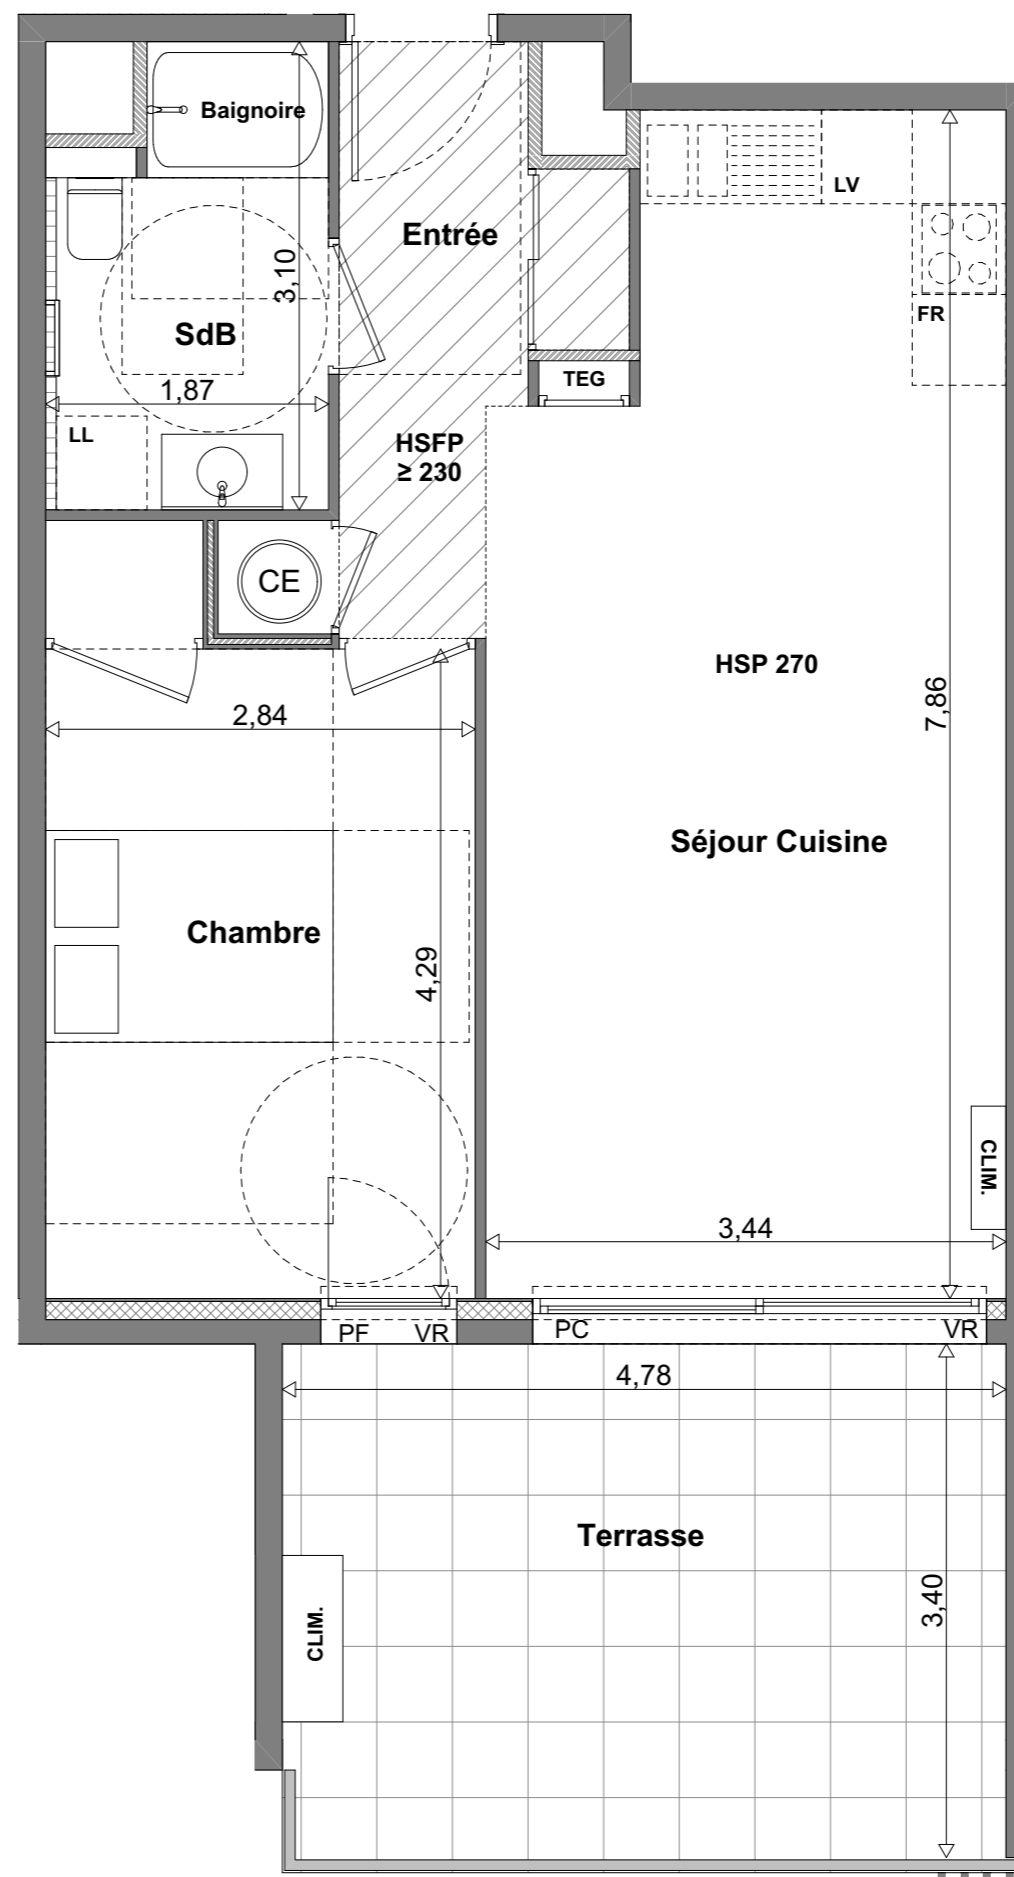 Baignoire
LV
Entrée
3,10
SdB
FR
TEG
1,87
LL
HSFP
≥ 230
CE
HSP 270
2,84
7,86
Séjour Cuisine
Chambre
4,29
CLIM.
3,44
PF
VR
PC
VR
4,78
Terrasse
3,40
CLIM.